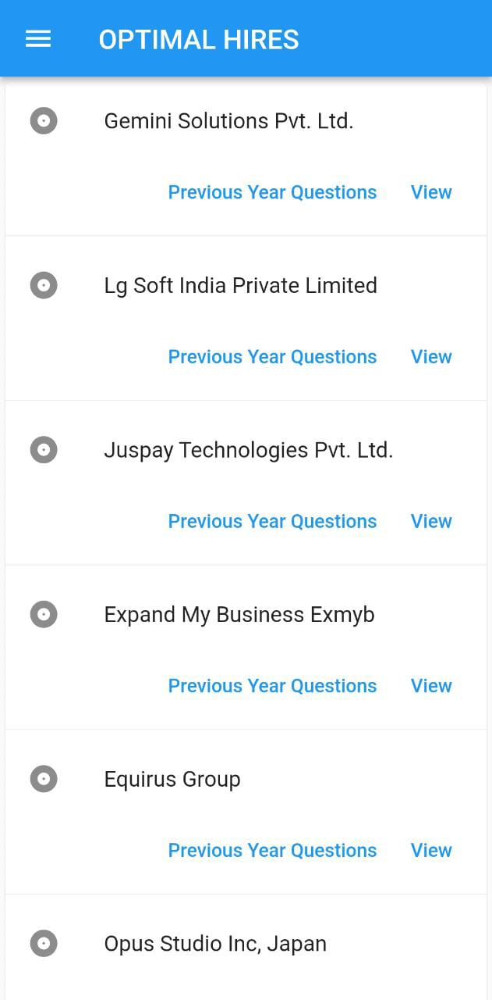 OPTIMAL HIRES
Gemini Solutions Pvt. Ltd.
Previous Year Questions View
Lg Soft India Private Limited
Previous Year Questions View
Juspay Technologies Pvt. Ltd.
Previous Year Questions View
Expand My Business Exmyb
Previous Year Questions View
Equirus Group
Previous Year Questions View
Opus Studio Inc, Japan